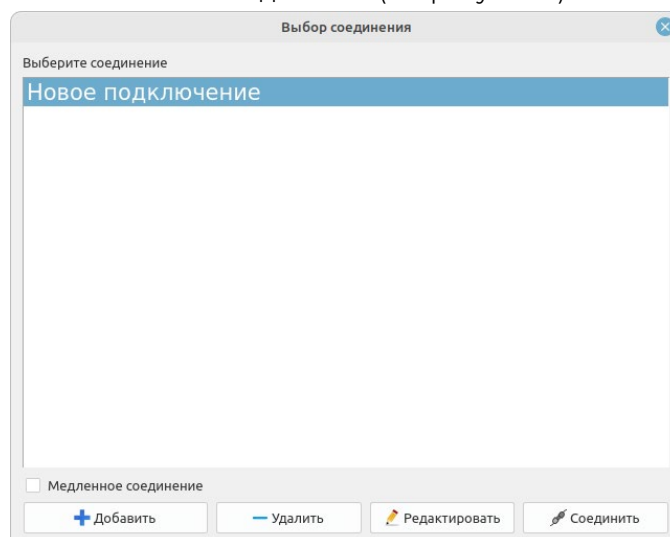 Выбор соединения
Выберите соединение
Новое подключение
Медленное соединение
Добавить
Удалить
Редактировать
Соединить